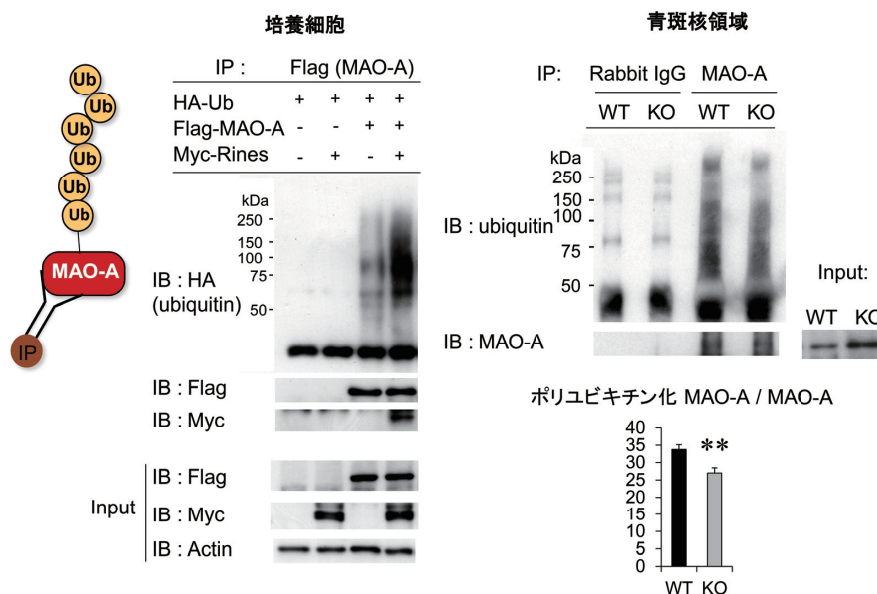 培養細胞
IP : Flag (MAO-A)
HA-Ub + + + +
Flag-MAO-A - - + +
Myc-Rines - + - +
Ub
Ub
Ub
Ub
Ub
Ub
MAO-A
IP
kDa
250
150
100
75
50
IB : HA
(ubiquitin)
IB : Flag
IB : Myc
Input
IB : Flag
IB : Myc
IB : Actin
青斑核領域
IP: Rabbit IgG MAO-A
WT KO WT KO
kDa
250
150
100
75
50
IB : ubiquitin
IB : MAO-A
Input:
WT KO
ポリユビキチン化 MAO-A / MAO-A
40
35
30
25
20
15
10
5
0
**
WT KO